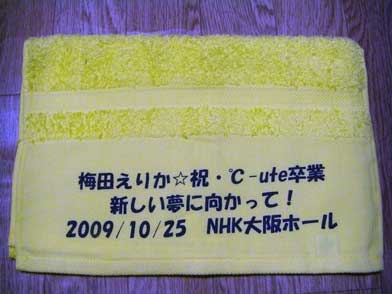 梅田えりか☆祝・℃-ute卒業
新しい夢に向かって!
2009/10/25 NHK大阪ホール